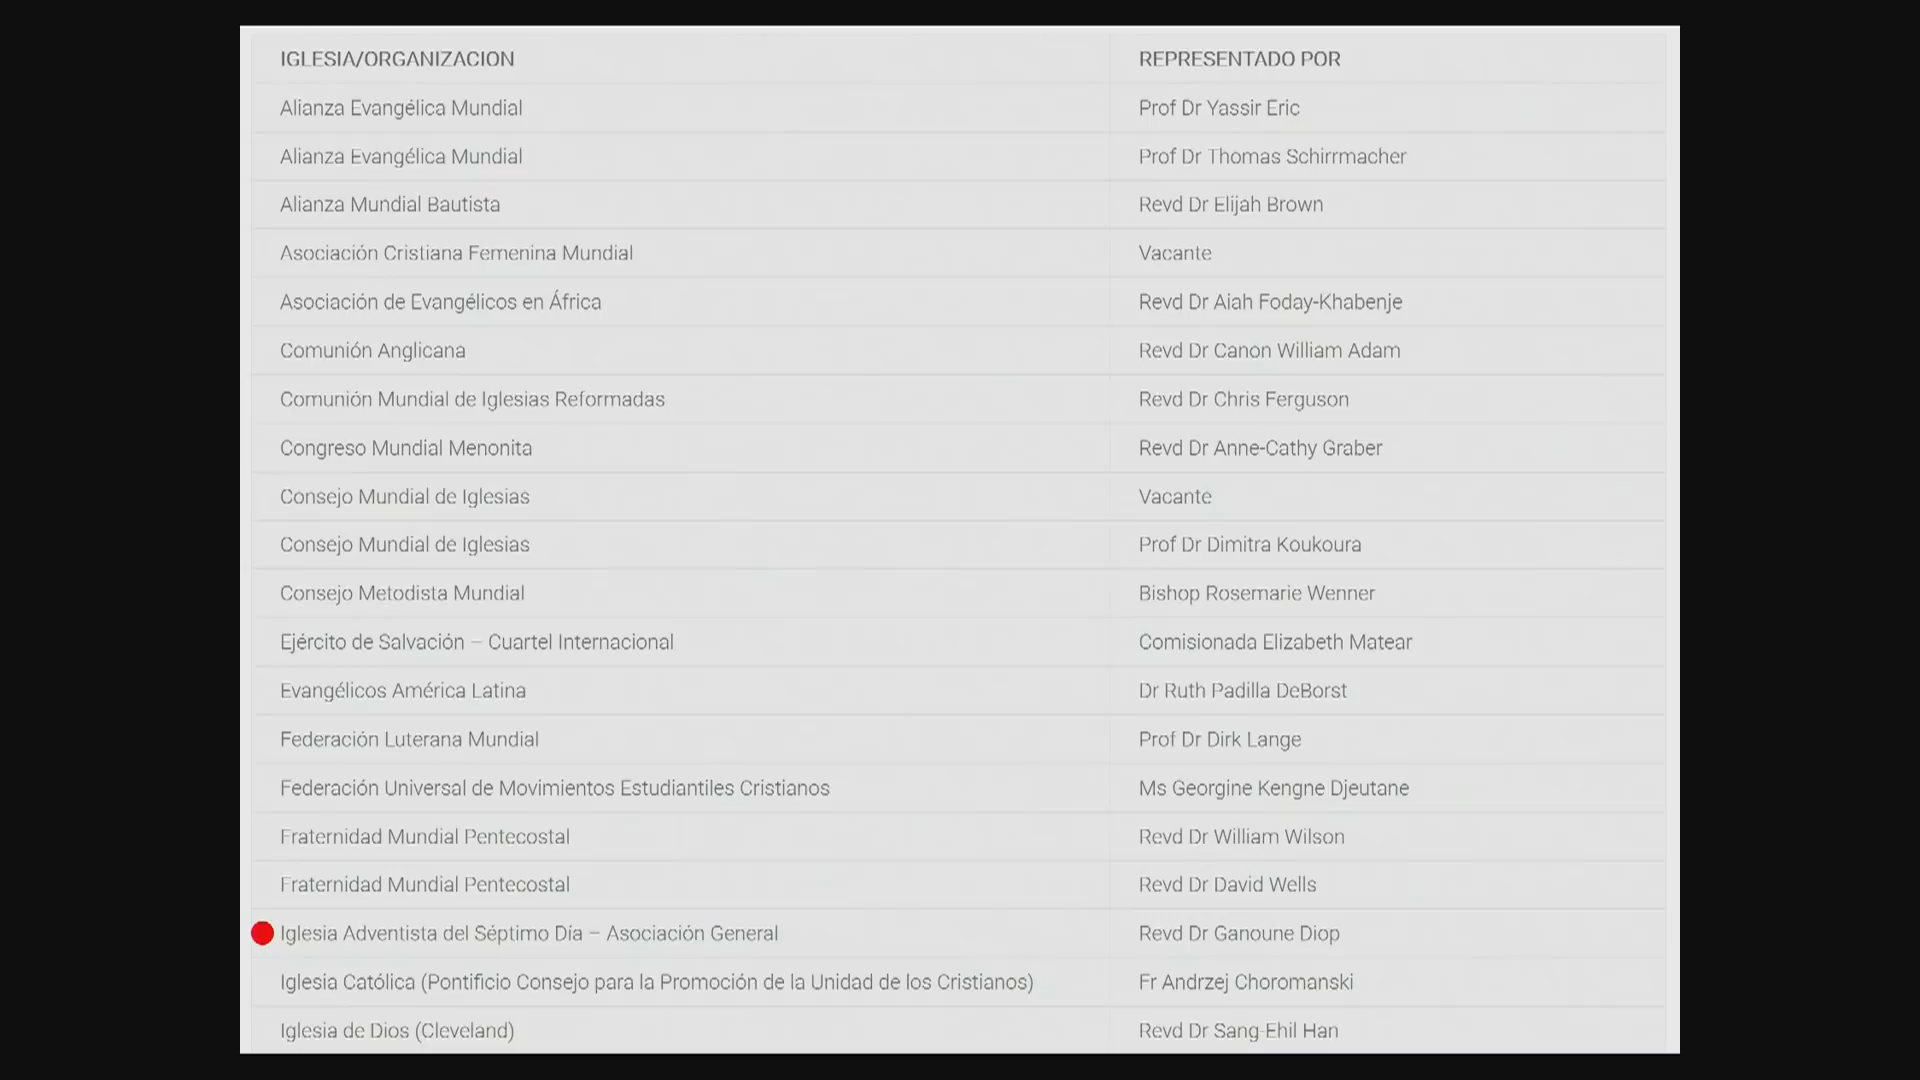 IGLESIA/ORGANIZACION REPRESENTADO POR
Alianza Evangélica Mundial Prof Dr Yassir Eric
Alianza Evangélica Mundial Prof Dr Thomas Schirrmacher
Alianza Mundial Bautista Revd Dr Elijah Brown
Asociación Cristiana Femenina Mundial Vacante
Asociación de Evangélicos en África Revd Dr Aiah Foday-Khabenje
Comunión Anglicana Revd Dr Canon William Adam
Comunión Mundial de Iglesias Reformadas Revd Dr Chris Ferguson
Congreso Mundial Menonita Revd Dr Anne-Cathy Graber
Consejo Mundial de Iglesias Vacante
Consejo Mundial de Iglesias Prof Dr Dimitra Koukoura
Consejo Metodista Mundial Bishop Rosemarie Wenner
Ejército de Salvación – Cuartel Internacional Comisionada Elizabeth Matear
Evangélicos América Latina Dr Ruth Padilla DeBorst
Federación Luterana Mundial Prof Dr Dirk Lange
Federación Universal de Movimientos Estudiantiles Cristianos Ms Georgine Kengne Djeutane
Fraternidad Mundial Pentecostal Revd Dr William Wilson
Fraternidad Mundial Pentecostal Revd Dr David Wells
Iglesia Adventista del Séptimo Día – Asociación General Revd Dr Ganoune Diop
Iglesia Católica (Pontificio Consejo para la Promoción de la Unidad de los Cristianos) Fr Andrzej Choromanski
Iglesia de Dios (Cleveland) Revd Dr Sang-Ehil Han